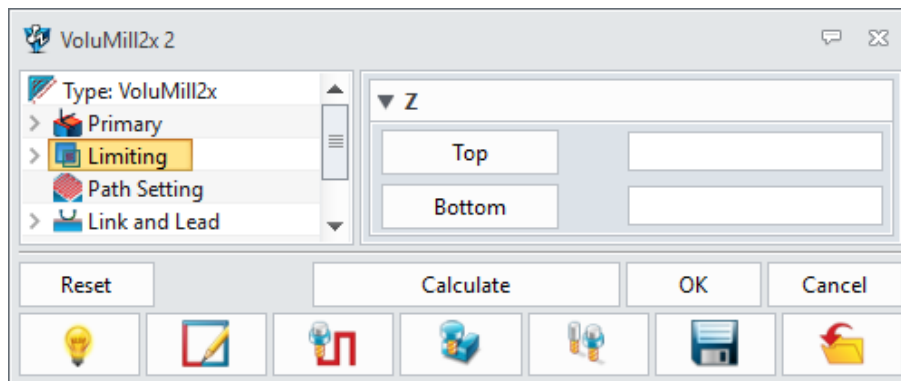 VoluMill2x 2
Type: VoluMill2x
Primary
Limiting
Path Setting
Link and Lead
Z
Top
Bottom
Reset
Calculate
OK
Cancel